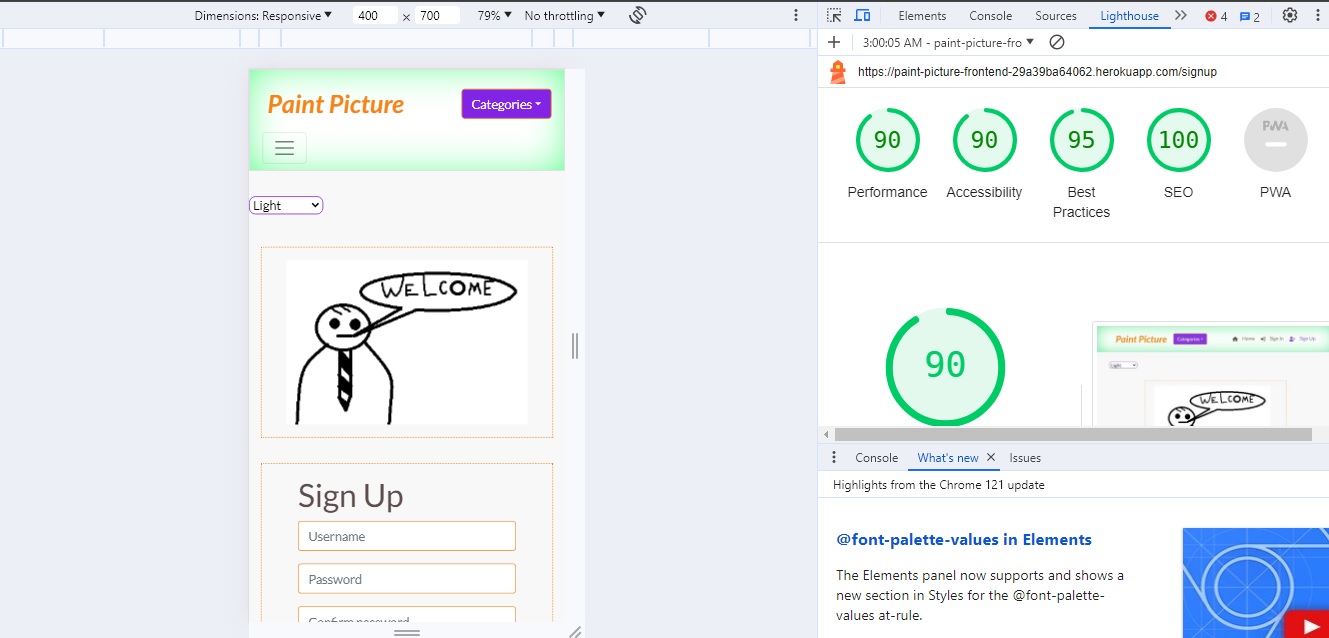 Dimensions: Responsive 400 × 700 79% No throttling
Elements Console Sources Lighthouse 4 2
3:00:05 AM - paint-picture-fro
https://paint-picture-frontend-29a39ba64062.herokuapp.com/signup
Paint Picture
Categories
Light
WELCOME
Sign Up
Username
Password
Confirm password
90 90 95 100 PWA
Performance Accessibility Best Practices SEO PWA
90
Paint Picture Categories Home Sign In Sign Up
Light
WELCOME
Console What's new Issues
Highlights from the Chrome 121 update
@font-palette-values in Elements
The Elements panel now supports and shows a
new section in Styles for the @font-palette-
values at-rule.